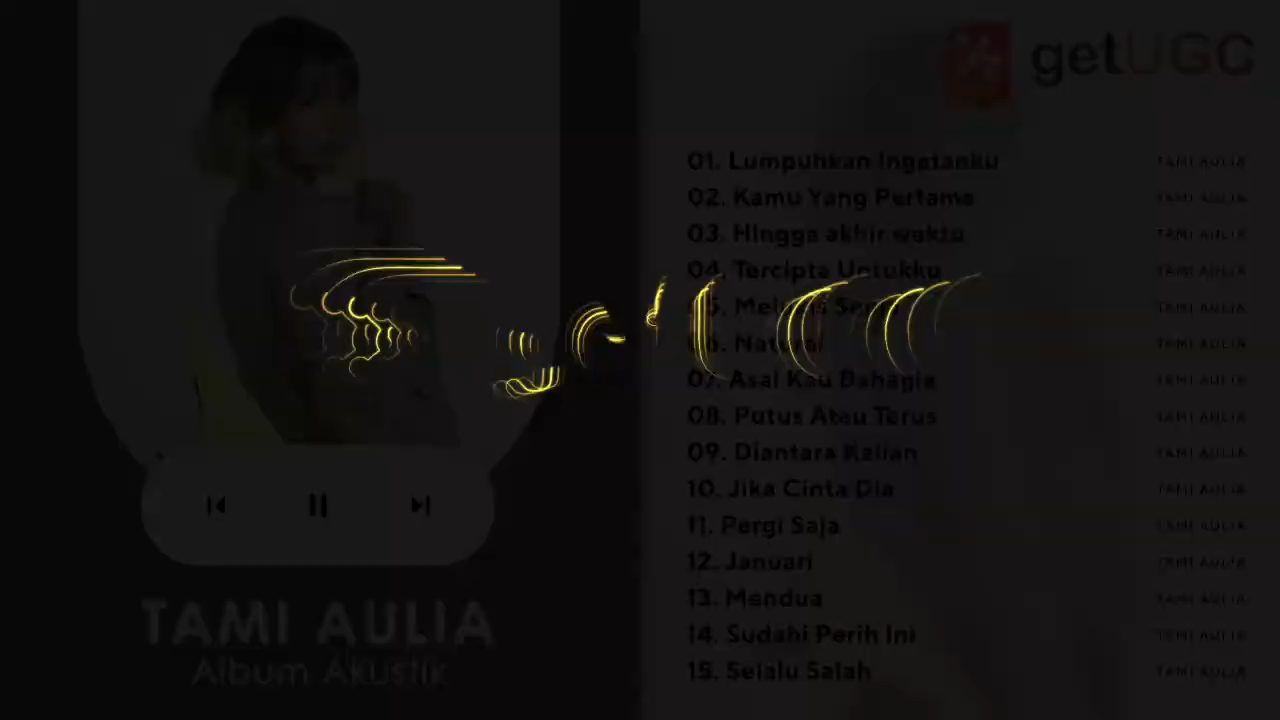 getUGC
01. Lumpuhkan Ingatanku TAMI AULIA
02. Kamu Yang Pertama TAMI AULIA
03. Hingga akhir waktu TAMI AULIA
04. Tercipta Untukku TAMI AULIA
TAMI AULIA
Natural TAMI AULIA
07. Asal Kau Bahagia TAMI AULIA
08. Putus Atau Terus TAMI AULIA
09. Diantara Kalian TAMI AULIA
10. Jika Cinta Dia TAMI AULIA
11. Pergi Saja TAMI AULIA
12. Januari TAMI AULIA
13. Mendua TAMI AULIA
14. Sudahi Perih Ini TAMI AULIA
15. Selalu Salah TAMI AULIA
TAMI AULIA
Album Akustik